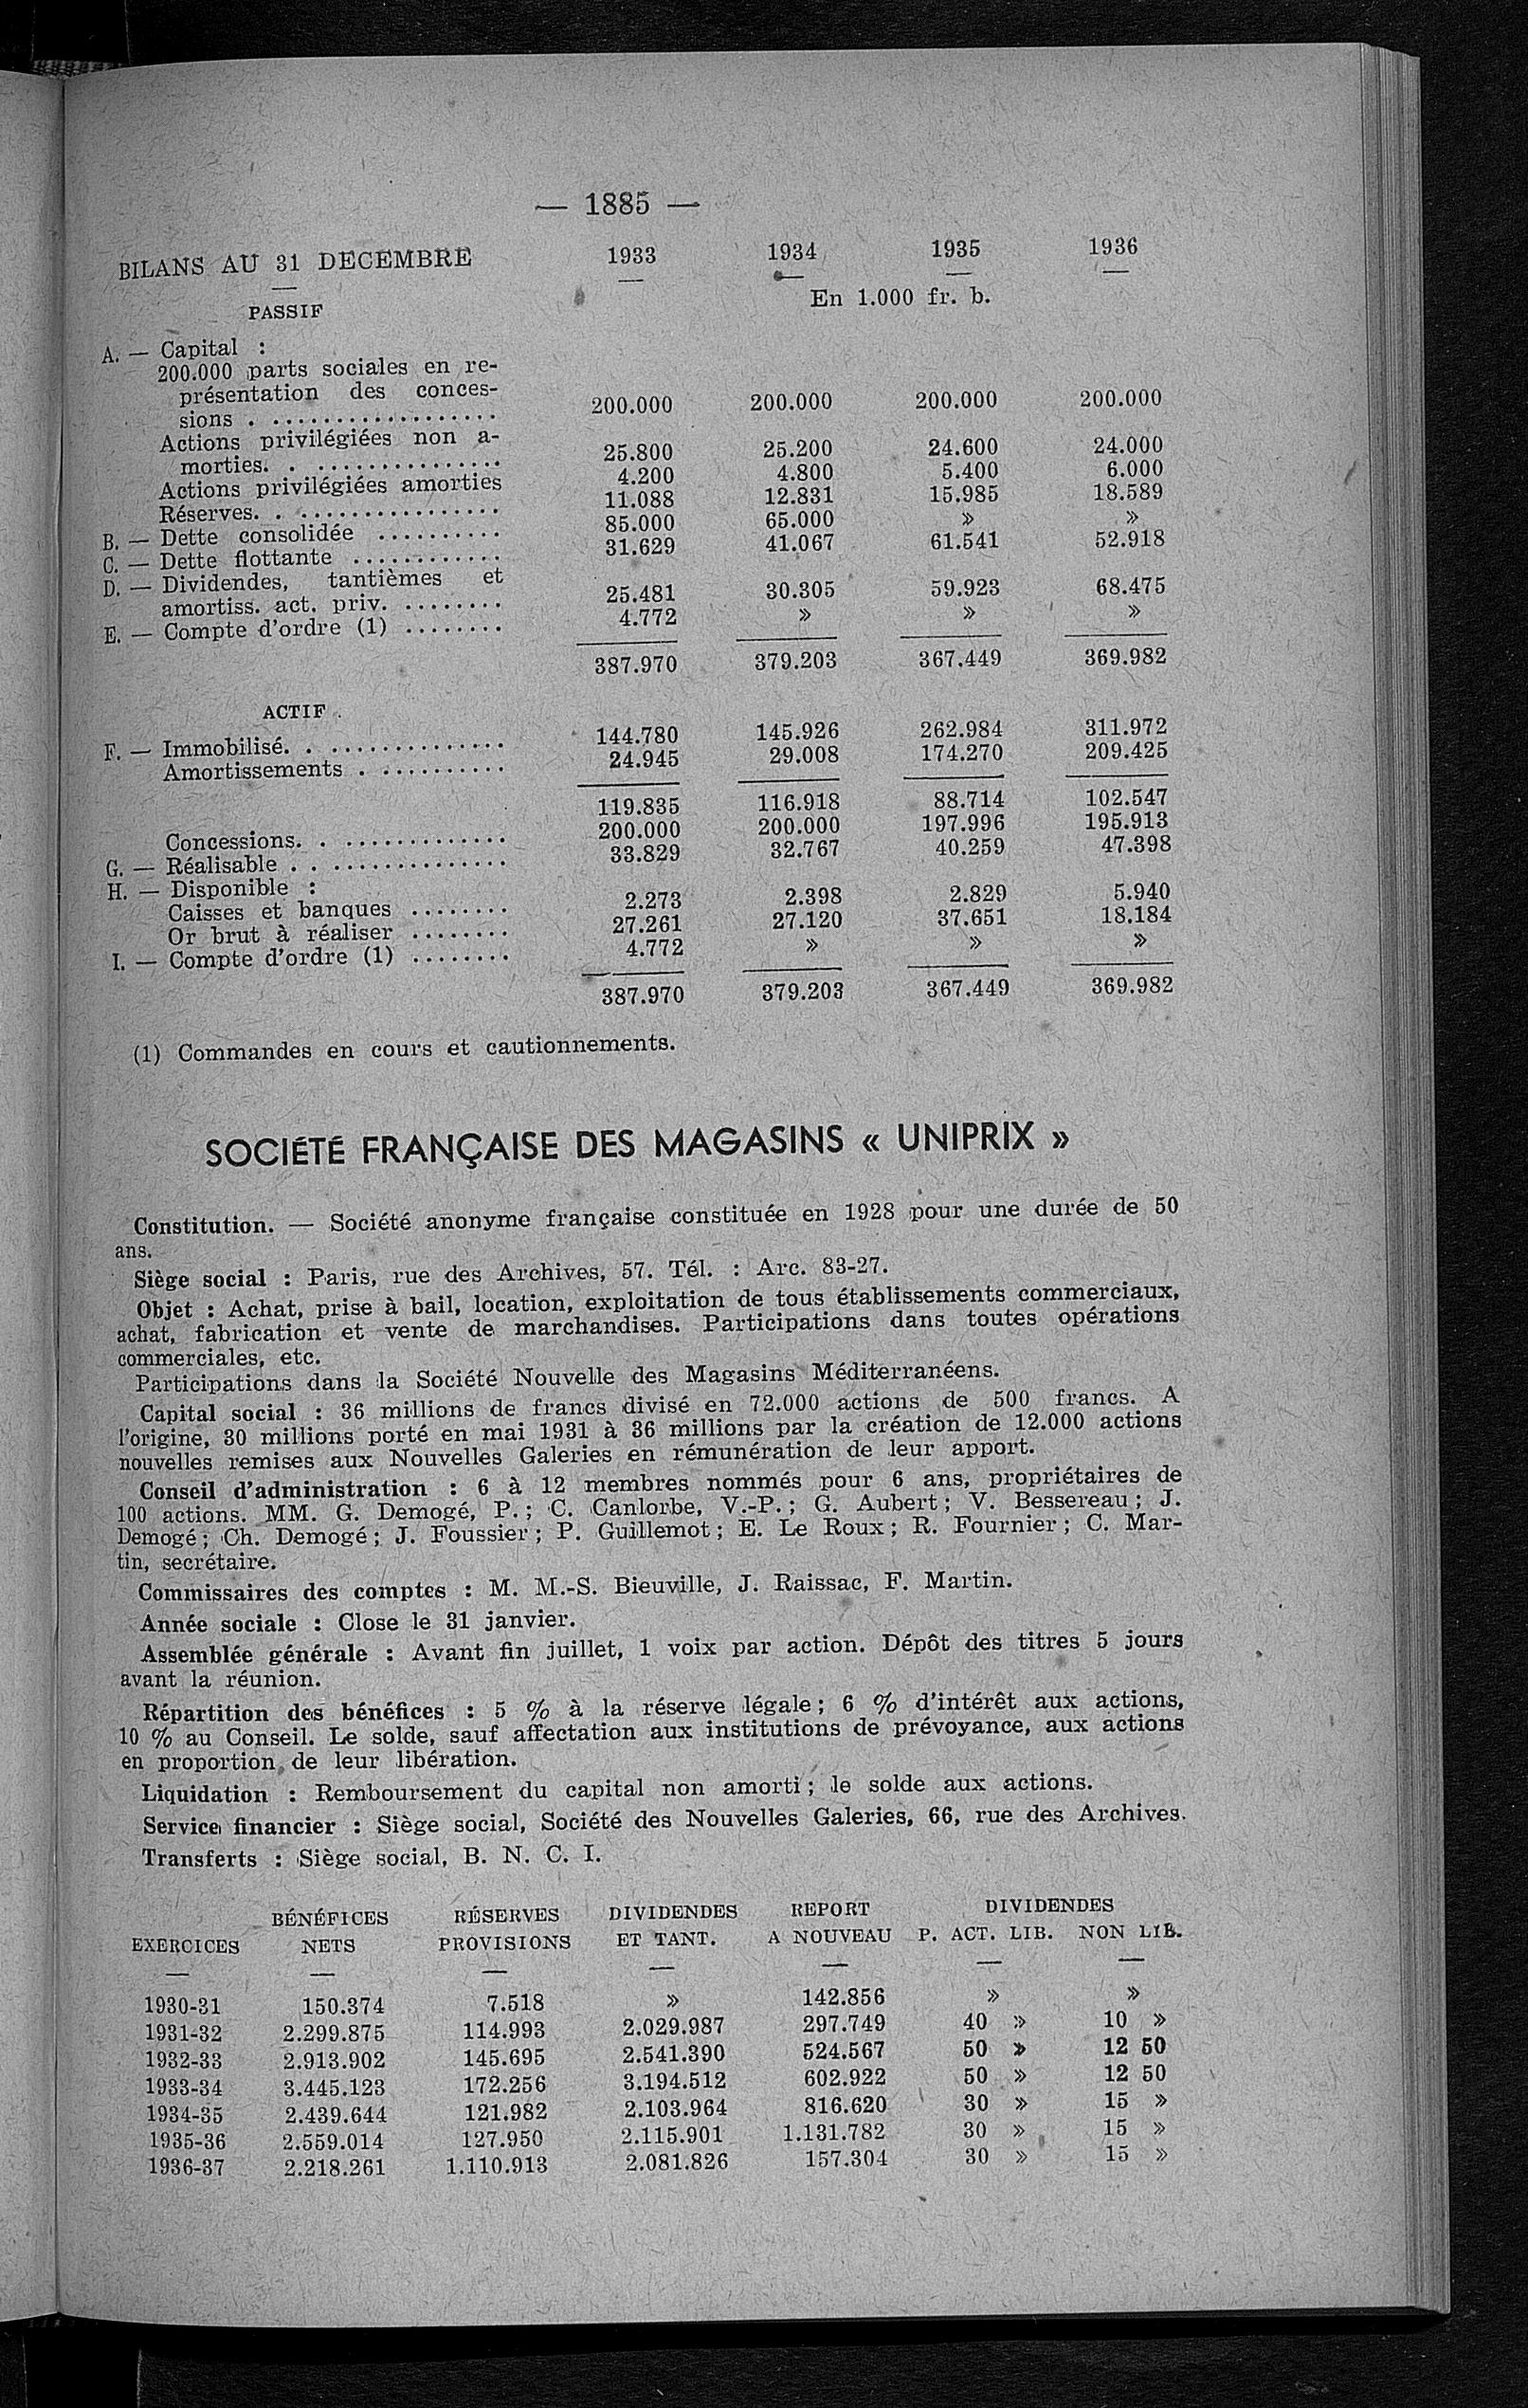 — 1885 —
BILANS AU 31 DECEMBRE 1933 1934 1935 1936
PASSIF En 1.000 fr. b.
A. — Capital :
200.000 parts sociales en re-
présentation des conces-
sions . .................. 200.000 200.000 200.000 200.000
Actions privilégiées non a-
morties. . ............... 25.800 25.200 24.600 24.000
Actions privilégiées amorties 4.200 4.800 5.400 6.000
Réserves. . ................ 11.088 12.831 15.985 18.589
B. — Dette consolidée .......... 85.000 65.000 » »
C. — Dette flottante ............ 31.629 41.067 61.541 52.918
D. — Dividendes, tantièmes et
amortiss. act. priv. ........ 25.481 30.305 59.923 68.475
E. — Compte d'ordre (1) ........ 4.772 » » »
387.970 379.203 367.449 369.982
ACTIF
F. — Immobilisé. . .............. 144.780 145.926 262.984 311.972
Amortissements . .......... 24.945 29.008 174.270 209.425
119.835 116.918 88.714 102.547
Concessions. . ............. 200.000 200.000 197.996 195.913
G. — Réalisable . . .............. 33.829 32.767 40.259 47.398
H. — Disponible :
Caisses et banques ........ 2.273 2.398 2.829 5.940
Or brut à réaliser ........ 27.261 27.120 37.651 18.184
I. — Compte d'ordre (1) ........ 4.772 » » »
387.970 379.203 367.449 369.982
(1) Commandes en cours et cautionnements.
SOCIÉTÉ FRANÇAISE DES MAGASINS « UNIPRIX »
Constitution. — Société anonyme française constituée en 1928 pour une durée de 50
ans.
Siège social : Paris, rue des Archives, 57. Tél. : Arc. 83-27.
Objet : Achat, prise à bail, location, exploitation de tous établissements commerciaux,
achat, fabrication et vente de marchandises. Participations dans toutes opérations
commerciales, etc.
Participations dans la Société Nouvelle des Magasins Méditerranéens.
Capital social : 36 millions de francs divisé en 72.000 actions de 500 francs. A
l'origine, 30 millions porté en mai 1931 à 36 millions par la création de 12.000 actions
nouvelles remises aux Nouvelles Galeries en rémunération de leur apport.
Conseil d'administration : 6 à 12 membres nommés pour 6 ans, propriétaires de
100 actions. MM. G. Demogé, P. ; C. Canlorbe, V.-P. ; G. Aubert ; V. Bessereau ; J.
Demogé ; Ch. Demogé ; J. Foussier ; P. Guillemot ; E. Le Roux ; R. Fournier ; C. Mar-
tin, secrétaire.
Commissaires des comptes : M. M.-S. Bieuville, J. Raissac, F. Martin.
Année sociale : Close le 31 janvier.
Assemblée générale : Avant fin juillet, 1 voix par action. Dépôt des titres 5 jours
avant la réunion.
Répartition des bénéfices : 5 % à la réserve légale ; 6 % d'intérêt aux actions,
10 % au Conseil. Le solde, sauf affectation aux institutions de prévoyance, aux actions
en proportion de leur libération.
Liquidation : Remboursement du capital non amorti ; le solde aux actions.
Service financier : Siège social, Société des Nouvelles Galeries, 66, rue des Archives.
Transferts : Siège social, B. N. C. I.
BÉNÉFICES RÉSERVES DIVIDENDES REPORT DIVIDENDES
EXERCICES NETS PROVISIONS ET TANT. A NOUVEAU P. ACT. LIB. NON LIB.
1930-31 150.374 7.518 » 142.856 » »
1931-32 2.299.875 114.993 2.029.987 297.749 40 » 10 »
1932-33 2.913.902 145.695 2.541.390 524.567 50 » 12 50
1933-34 3.445.123 172.256 3.194.512 602.922 50 » 12 50
1934-35 2.439.644 121.982 2.103.964 816.620 30 » 15 »
1935-36 2.559.014 127.950 2.115.901 1.131.782 30 » 15 »
1936-37 2.218.261 1.110.913 2.081.826 157.304 30 » 15 »